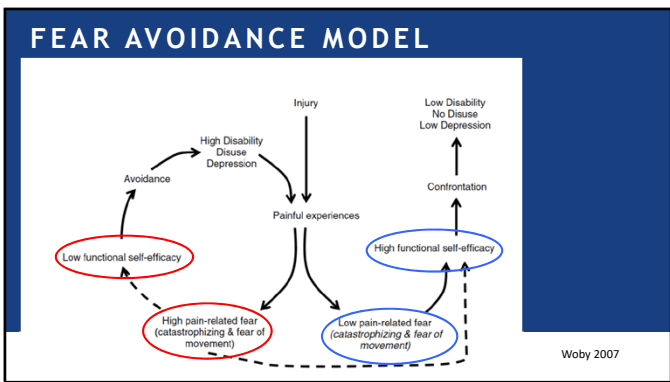 FEAR AVOIDANCE MODEL
Injury
Low Disability
No Disuse
Low Depression
High Disability
Disuse
Depression
Avoidance
Confrontation
Painful experiences
Low functional self-efficacy
High functional self-efficacy
High pain-related fear
(catastrophizing & fear of
movement)
Low pain-related fear
(catastrophizing & fear of
movement)
Woby 2007